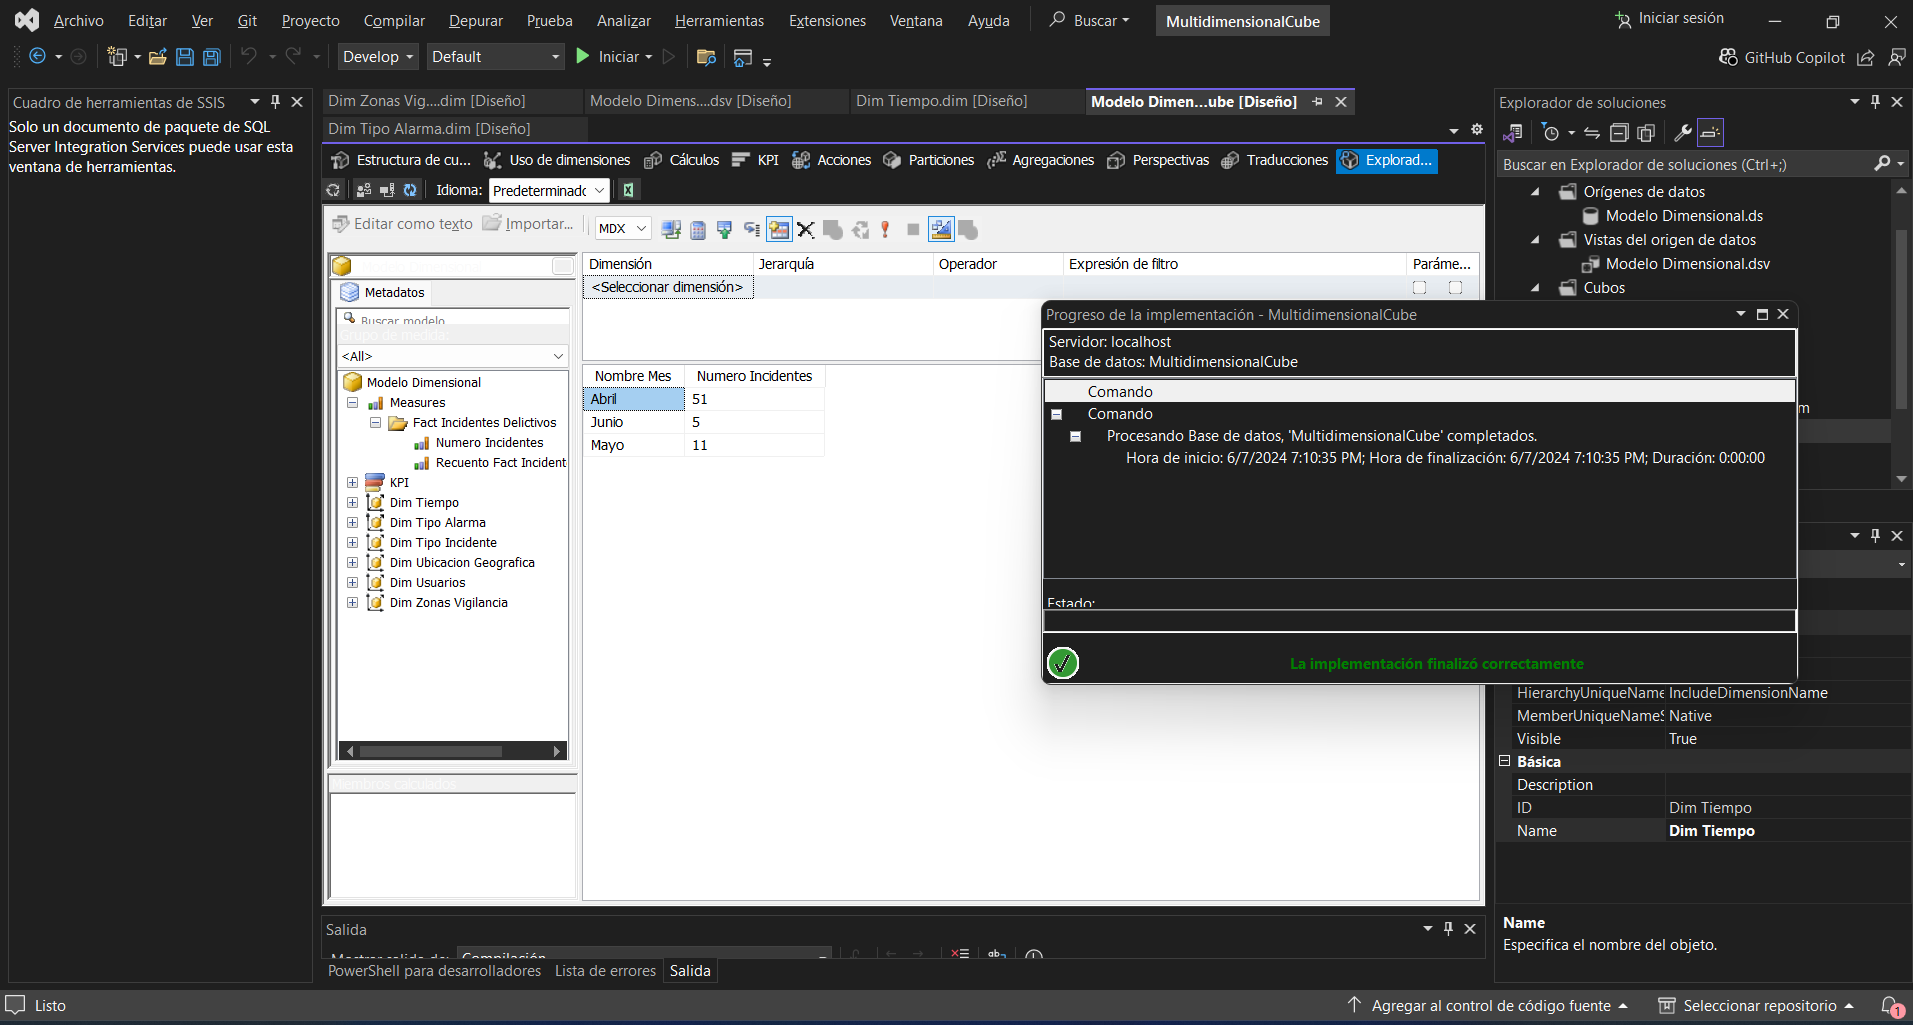 Archivo Editar Ver Git Proyecto Compilar Depurar Prueba Analizar Herramientas Extensiones Ventana Ayuda Buscar MultidimensionalCube Iniciar sesión
Develop Default Iniciar GitHub Copilot
Cuadro de herramientas de SSIS
Solo un documento de paquete de SQL
Server Integration Services puede usar esta
ventana de herramientas.
Dim Zonas Vig....dim [Diseño] Modelo Dimens....dsv [Diseño] Dim Tiempo.dim [Diseño] Modelo Dimen...ube [Diseño]
Dim Tipo Alarma.dim [Diseño]
Estructura de cu... Uso de dimensiones Cálculos KPI Acciones Particiones Agregaciones Perspectivas Traducciones Explorad...
Idioma: Predeterminado
Editar como texto Importar... MDX
Metadatos
Buscar modelo
Grupo de medida:
<All>
Modelo Dimensional
Measures
Fact Incidentes Delictivos
Numero Incidentes
Recuento Fact Incident
KPI
Dim Tiempo
Dim Tipo Alarma
Dim Tipo Incidente
Dim Ubicacion Geografica
Dim Usuarios
Dim Zonas Vigilancia
Miembros calculados
Dimensión Jerarquía Operador Expresión de filtro Paráme...
<Seleccionar dimensión>
Nombre Mes Numero Incidentes
Abril 51
Junio 5
Mayo 11
Progreso de la implementación - MultidimensionalCube
Servidor: localhost
Base de datos: MultidimensionalCube
Comando
Comando
Procesando Base de datos, 'MultidimensionalCube' completados.
Hora de inicio: 6/7/2024 7:10:35 PM; Hora de finalización: 6/7/2024 7:10:35 PM; Duración: 0:00:00
Estado:
La implementación finalizó correctamente
Explorador de soluciones
Buscar en Explorador de soluciones (Ctrl+;)
Orígenes de datos
Modelo Dimensional.ds
Vistas del origen de datos
Modelo Dimensional.dsv
Cubos
m
HierarchyUniqueName IncludeDimensionName
MemberUniqueNameS Native
Visible True
Básica
Description
ID Dim Tiempo
Name Dim Tiempo
Name
Especifica el nombre del objeto.
Salida
Mostrar salida de: Compilación
PowerShell para desarrolladores Lista de errores Salida
Listo Agregar al control de código fuente Seleccionar repositorio 1